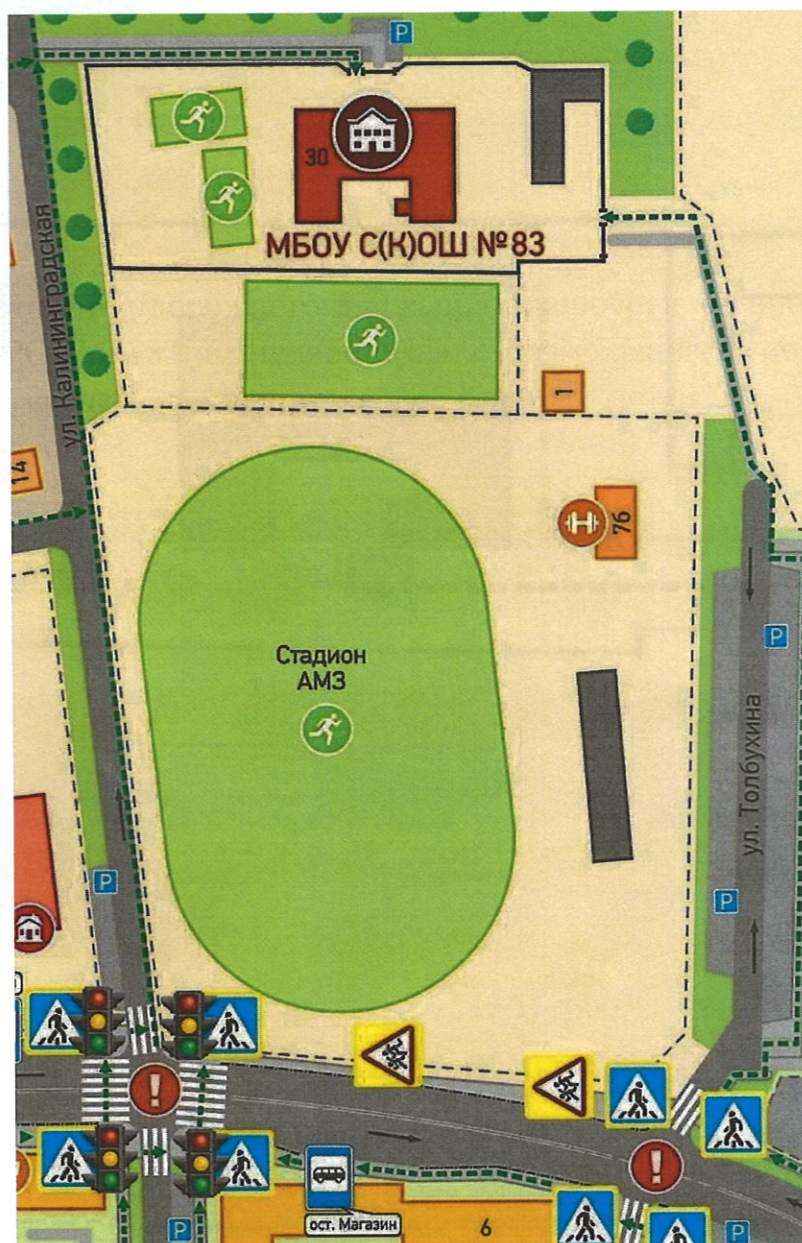 P
30
МБОУ С(К)ОШ №83
ул. Калининградская
1
14
76
P
Стадион
АМЗ
ул. Толбухина
P
P
!
!
ост. Магазин
6
P
P